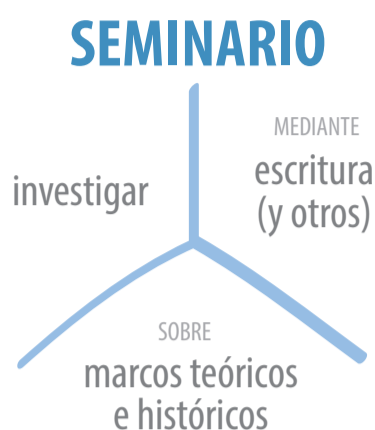 SEMINARIO
investigar
MEDIANTE
escritura
(y otros)
SOBRE
marcos teóricos
e históricos